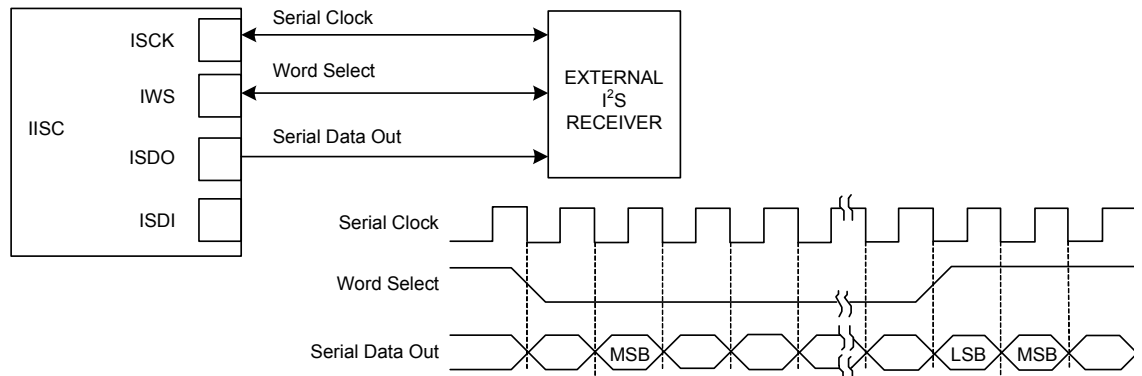 Serial Clock
ISCK
Word Select
IWS
EXTERNAL
I²S
RECEIVER
IISC
Serial Data Out
ISDO
ISDI
Serial Clock
Word Select
Serial Data Out
MSB
LSB
MSB